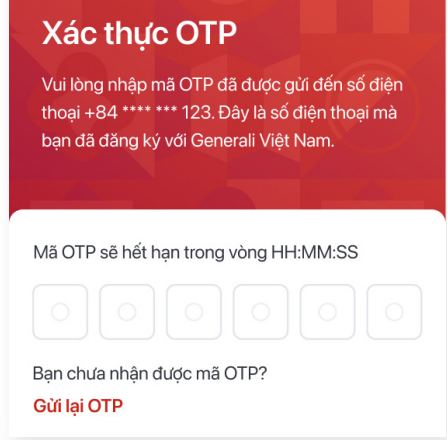 Xác thực OTP
Vui lòng nhập mã OTP đã được gửi đến số điện
thoại +84 **** *** 123. Đây là số điện thoại mà
bạn đã đăng ký với Generali Việt Nam.
Mã OTP sẽ hết hạn trong vòng HH:MM:SS
Bạn chưa nhận được mã OTP?
Gửi lại OTP